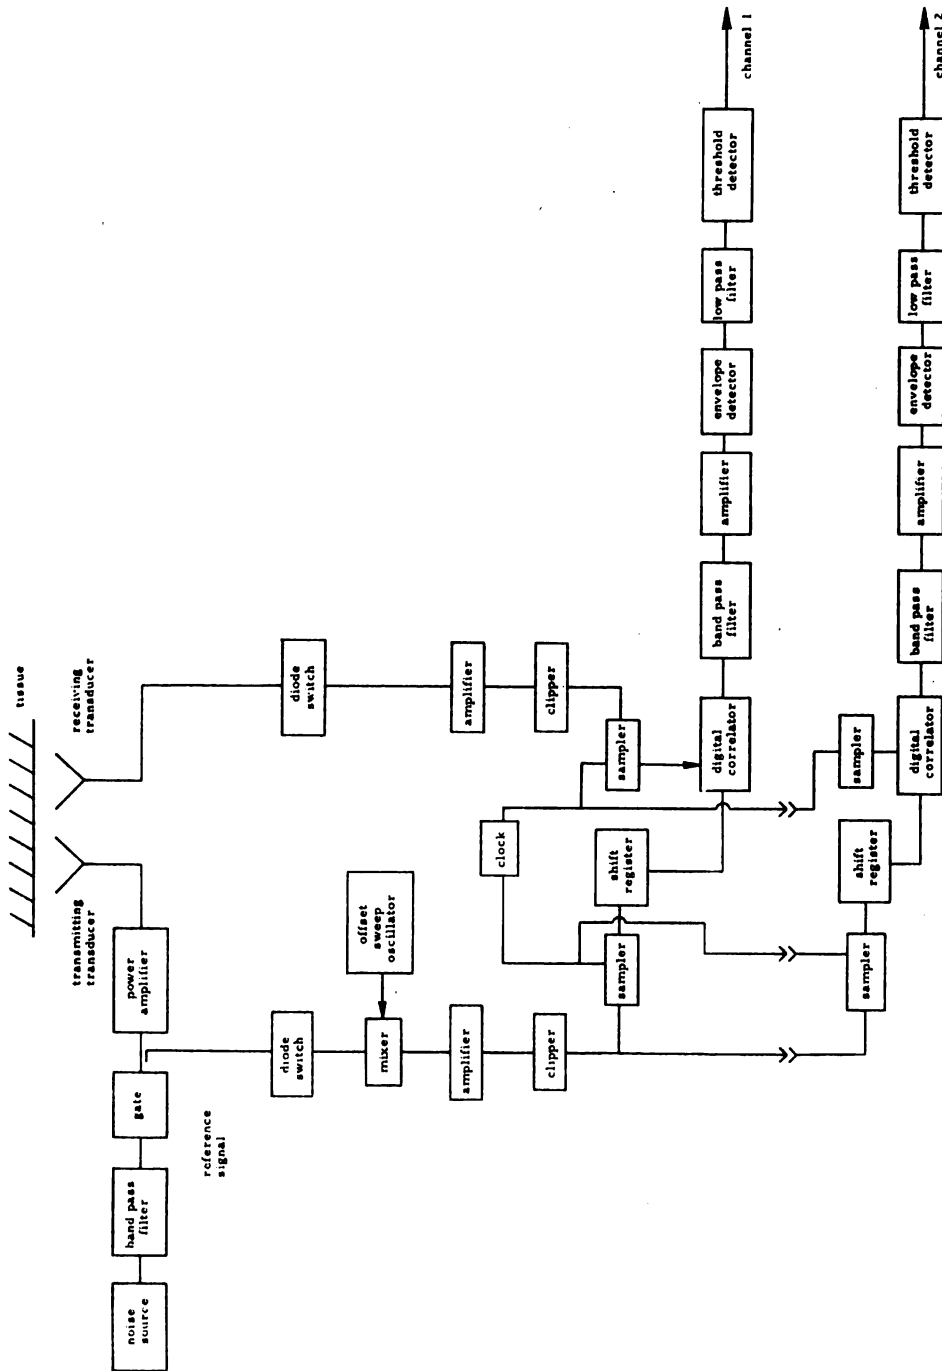 tissue
transmitting
transducer
receiving
transducer
noise
source
band pass
filter
gate
power
amplifier
reference
signal
diode
switch
mixer
offset
sweep
oscillator
amplifier
clipper
diode
switch
amplifier
clipper
clock
sampler
shift
register
sampler
digital
correlator
band pass
filter
amplifier
envelope
detector
low pass
filter
threshold
detector
channel 1
sampler
shift
register
sampler
digital
correlator
band pass
filter
amplifier
envelope
detector
low pass
filter
threshold
detector
channel 2